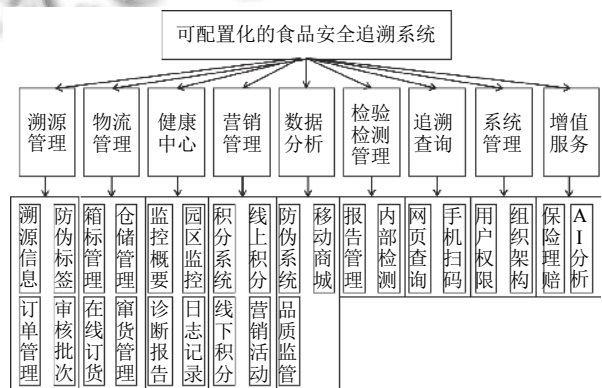 可配置化的食品安全追溯系统
溯源
管理
物流
管理
健康
中心
营销
管理
数据
分析
检验
检测
管理
追溯
查询
系统
管理
增值
服务
溯源信息
防伪标签
订单管理
审核批次
箱标管理
仓储管理
在线订货
窜货管理
监控概要
园区监控
诊断报告
日志记录
积分系统
线上积分
线下积分
营销活动
防伪系统
移动商城
品质监管
报告管理
内部检测
网页查询
手机扫码
用户权限
组织架构
保险理赔
AI分析